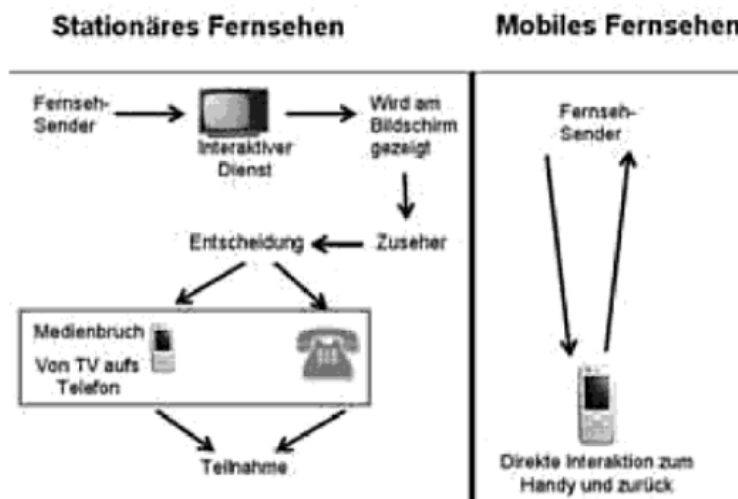 Stationäres Fernsehen
Fernseh-
Sender
Interaktiver
Dienst
Wird am
Bildschirm
gezeigt
Entscheidung
Zuseher
Medienbruch
Von TV aufs
Telefon
Teilnahme
Mobiles Fernsehen
Fernseh-
Sender
Direkte Interaktion zum
Handy und zurück